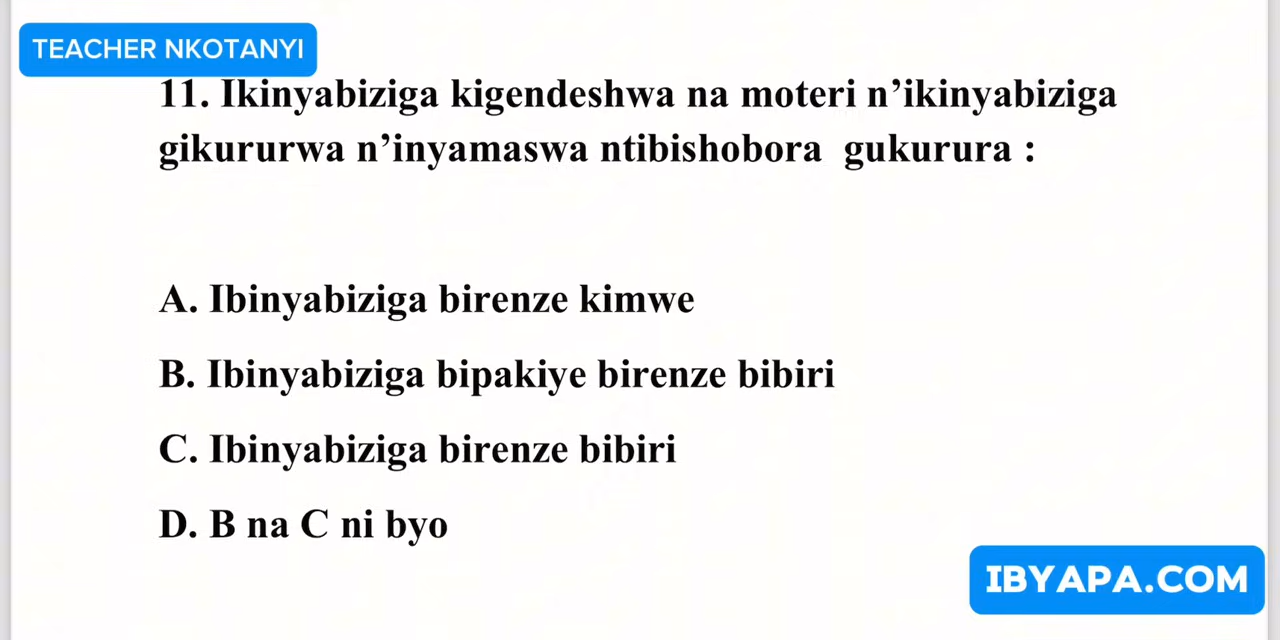 TEACHER NKOTANYI
11. Ikinyabiziga kigendeshwa na moteri n’ikinyabiziga
gikururwa n’inyamaswa ntibishobora gukurura :
A. Ibinyabiziga birenze kimwe
B. Ibinyabiziga bipakiye birenze bibiri
C. Ibinyabiziga birenze bibiri
D. B na C ni byo
IBYAPA.COM